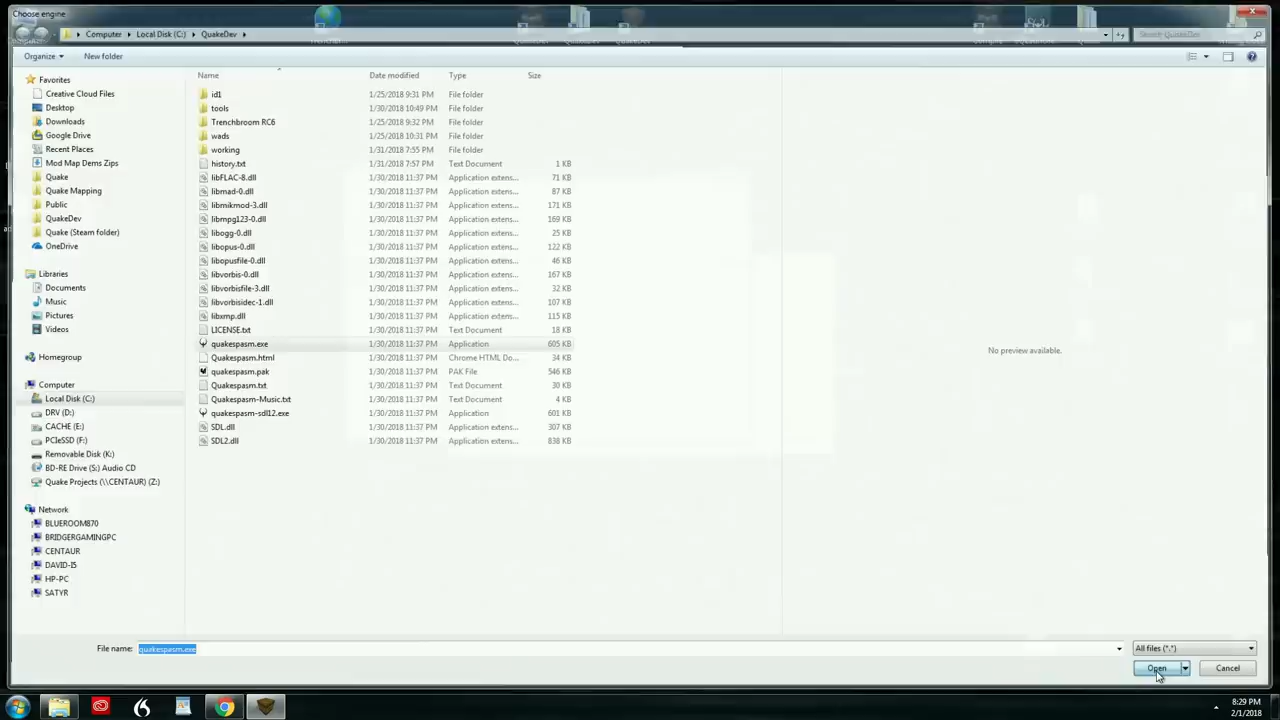 Choose engine
Computer Local Disk (C:) QuakeDev
Search QuakeDev
Organize New folder
Name Date modified Type Size
Favorites
Creative Cloud Files
Desktop
Downloads
Google Drive
Recent Places
Mod Map Dems Zips
Quake
Quake Mapping
Public
QuakeDev
Quake (Steam folder)
OneDrive
Libraries
Documents
Music
Pictures
Videos
Homegroup
Computer
Local Disk (C:)
DRV (D:)
CACHE (E:)
PCIeSSD (F:)
Removable Disk (K:)
BD-RE Drive (S:) Audio CD
Quake Projects (\\CENTAUR) (Z:)
Network
BLUEROOM870
BRIDGERGAMINGPC
CENTAUR
DAVID-I5
HP-PC
SATYR
id1 1/25/2018 9:31 PM File folder
tools 1/30/2018 10:49 PM File folder
Trenchbroom RC6 1/25/2018 9:32 PM File folder
wads 1/25/2018 10:31 PM File folder
working 1/31/2018 7:55 PM File folder
history.txt 1/31/2018 7:57 PM Text Document 1 KB
libFLAC-8.dll 1/30/2018 11:37 PM Application extens... 71 KB
libmad-0.dll 1/30/2018 11:37 PM Application extens... 87 KB
libmikmod-3.dll 1/30/2018 11:37 PM Application extens... 171 KB
libmpg123-0.dll 1/30/2018 11:37 PM Application extens... 169 KB
libogg-0.dll 1/30/2018 11:37 PM Application extens... 25 KB
libopus-0.dll 1/30/2018 11:37 PM Application extens... 122 KB
libopusfile-0.dll 1/30/2018 11:37 PM Application extens... 46 KB
libvorbis-0.dll 1/30/2018 11:37 PM Application extens... 167 KB
libvorbisfile-3.dll 1/30/2018 11:37 PM Application extens... 32 KB
libvorbisidec-1.dll 1/30/2018 11:37 PM Application extens... 107 KB
libxmp.dll 1/30/2018 11:37 PM Application extens... 115 KB
LICENSE.txt 1/30/2018 11:37 PM Text Document 18 KB
quakespasm.exe 1/30/2018 11:37 PM Application 605 KB
Quakespasm.html 1/30/2018 11:37 PM Chrome HTML Do... 34 KB
quakespasm.pak 1/30/2018 11:37 PM PAK File 546 KB
Quakespasm.txt 1/30/2018 11:37 PM Text Document 30 KB
Quakespasm-Music.txt 1/30/2018 11:37 PM Text Document 4 KB
quakespasm-sdl12.exe 1/30/2018 11:37 PM Application 601 KB
SDL.dll 1/30/2018 11:37 PM Application extens... 307 KB
SDL2.dll 1/30/2018 11:37 PM Application extens... 838 KB
No preview available.
File name: quakespasm.exe
All files (*.*)
Open Cancel
8:29 PM
2/1/2018